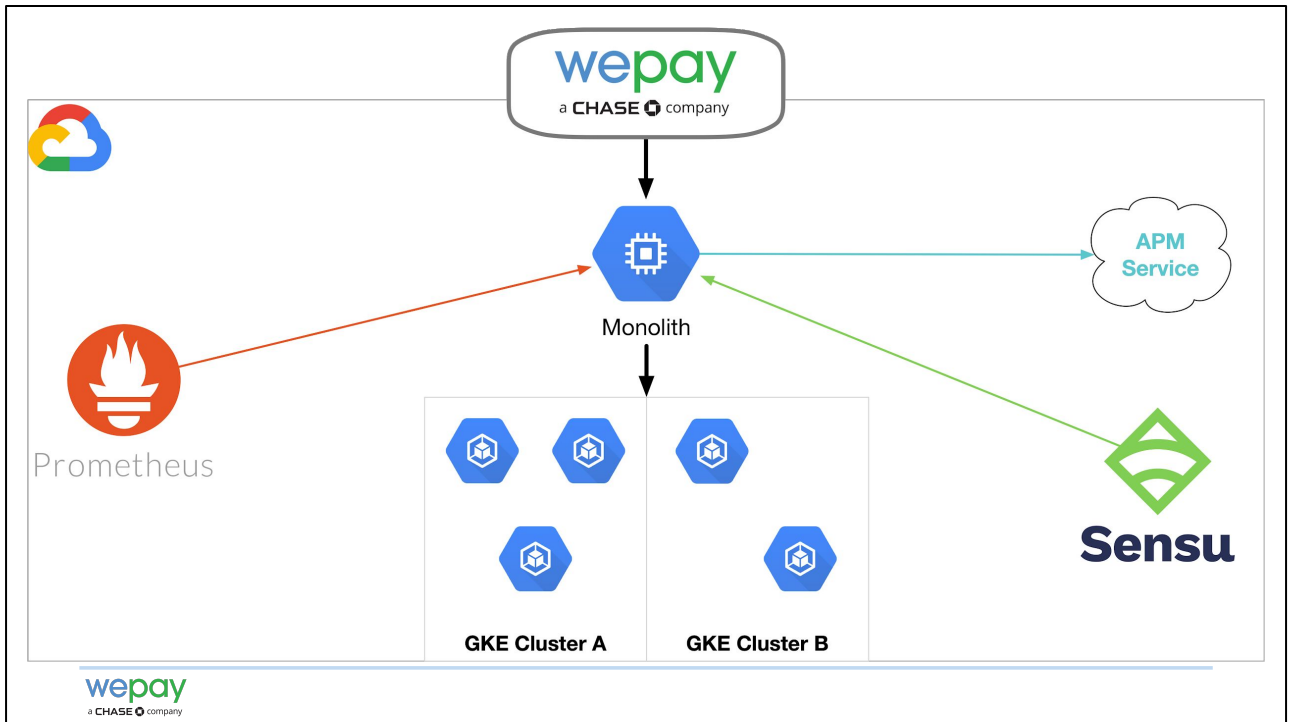 wepay
a CHASE company
APM
Service
Monolith
Prometheus
Sensu
GKE Cluster A
GKE Cluster B
wepay
a CHASE company